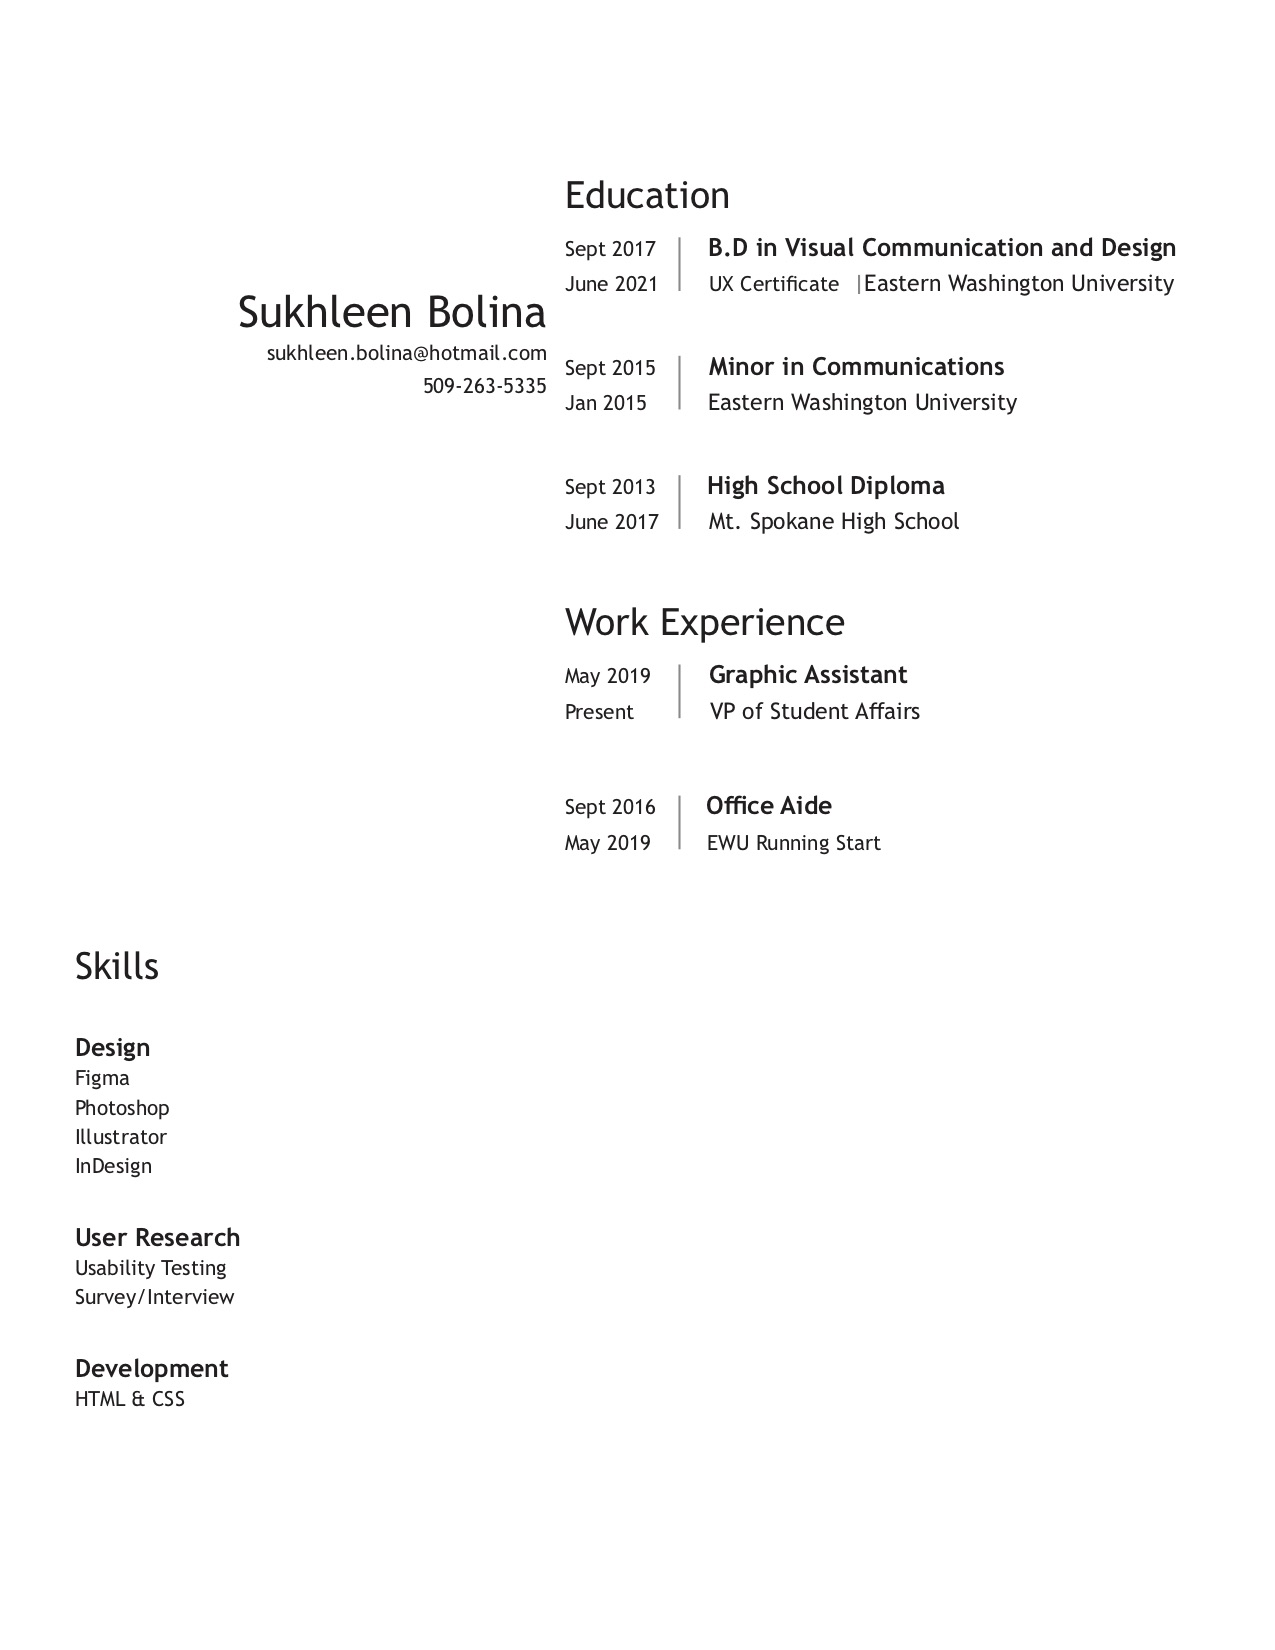 Sukhleen Bolina
sukhleen.bolina@hotmail.com
509-263-5335
Education
Sept 2017 | B.D in Visual Communication and Design
June 2021 | UX Certificate | Eastern Washington University
Sept 2015 | Minor in Communications
Jan 2015 | Eastern Washington University
Sept 2013 | High School Diploma
June 2017 | Mt. Spokane High School
Work Experience
May 2019 | Graphic Assistant
Present | VP of Student Affairs
Sept 2016 | Office Aide
May 2019 | EWU Running Start
Skills
Design
Figma
Photoshop
Illustrator
InDesign
User Research
Usability Testing
Survey/Interview
Development
HTML & CSS